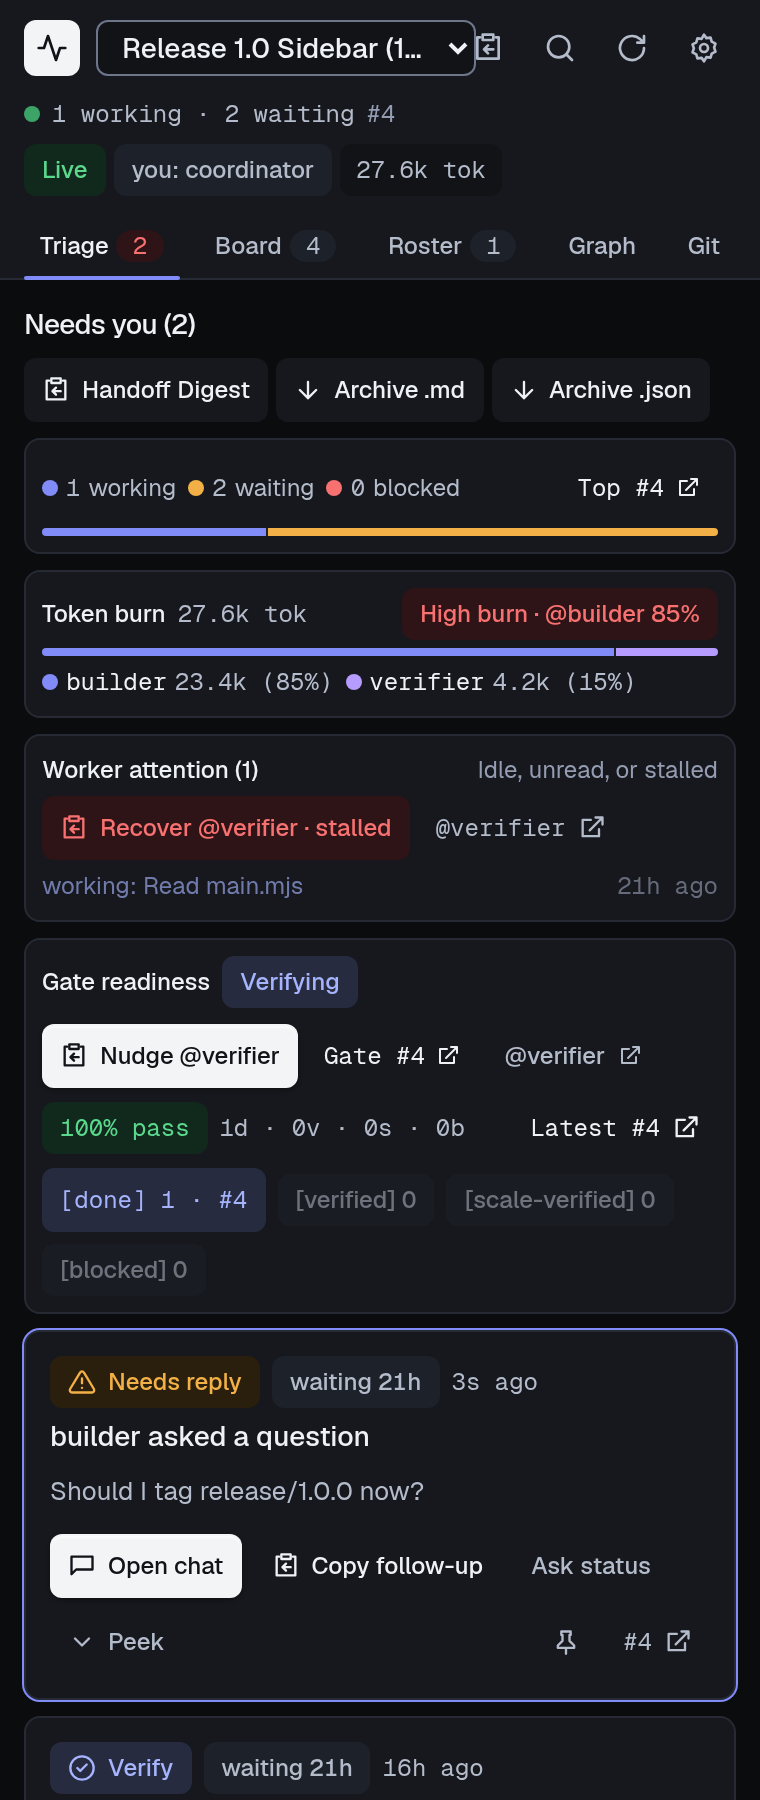 Release 1.0 Sidebar (1...
1 working · 2 waiting #4
Live you: coordinator 27.6k tok
Triage 2 Board 4 Roster 1 Graph Git
Needs you (2)
Handoff Digest Archive .md Archive .json
1 working 2 waiting 0 blocked Top #4
Token burn 27.6k tok High burn · @builder 85%
builder 23.4k (85%) verifier 4.2k (15%)
Worker attention (1) Idle, unread, or stalled
Recover @verifier · stalled @verifier
working: Read main.mjs 21h ago
Gate readiness Verifying
Nudge @verifier Gate #4 @verifier
100% pass 1d · 0v · 0s · 0b Latest #4
[done] 1 · #4 [verified] 0 [scale-verified] 0
[blocked] 0
Needs reply waiting 21h 3s ago
builder asked a question
Should I tag release/1.0.0 now?
Open chat Copy follow-up Ask status
Peek #4
Verify waiting 21h 16h ago